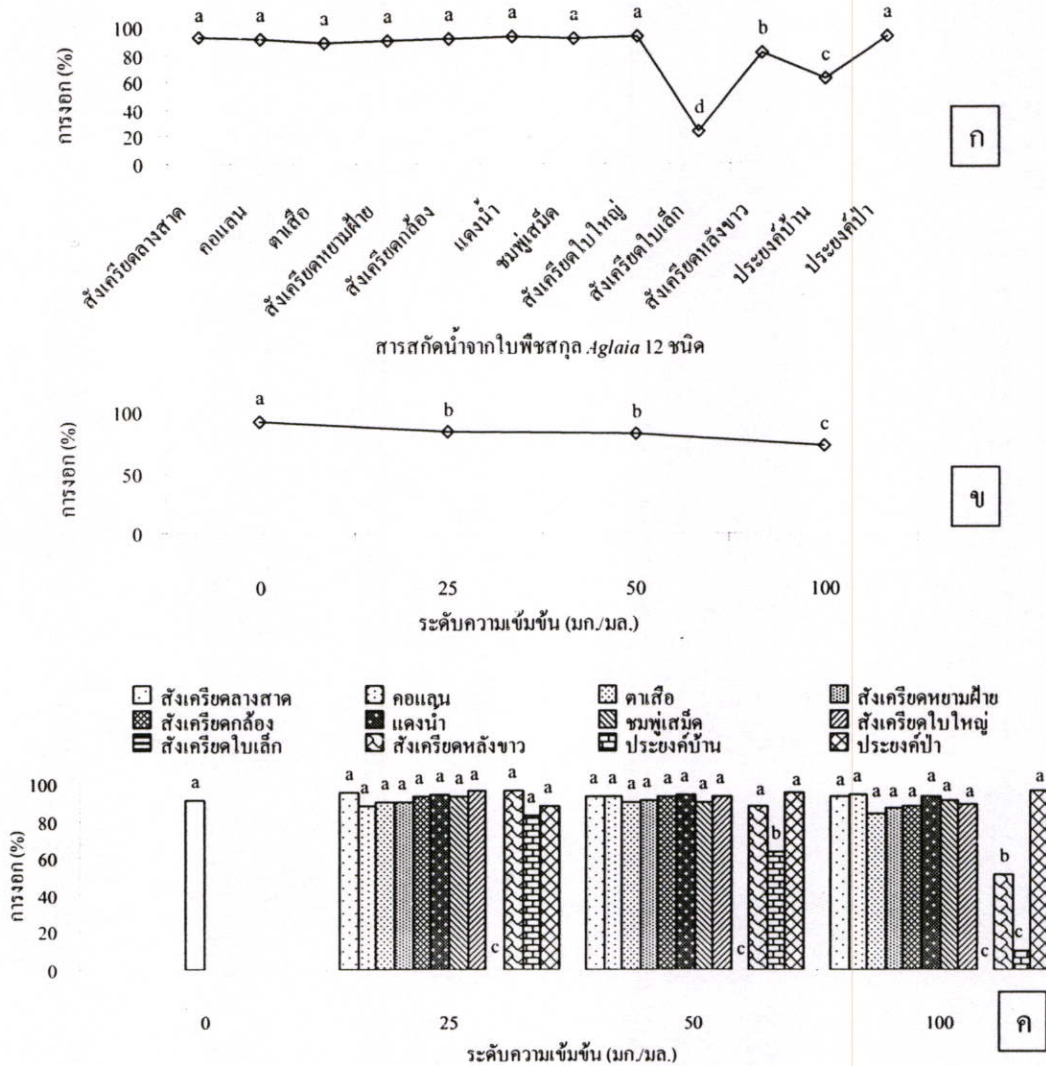 a a a a a a a a d b c a
การงอก (%)
100
80
60
40
20
0
ก
สังเครียดลางสาด
คอแลน
ตาเสือ
สังเครียดหยามฝ้าย
สังเครียดกล้อง
แดงน้ำ
ชมพู่เสม็ด
สังเครียดใบใหญ่
สังเครียดใบเล็ก
สังเครียดหลังขาว
ประยงค์บ้าน
ประยงค์ป่า
สารสกัดน้ำจากใบพืชสกุล Aglaia 12 ชนิด
a b b c
การงอก (%)
100
50
0
ข
0 25 50 100
ระดับความเข้มข้น (มก./มล.)
สังเครียดลางสาด คอแลน ตาเสือ สังเครียดหยามฝ้าย
สังเครียดกล้อง แดงน้ำ ชมพู่เสม็ด สังเครียดใบใหญ่
สังเครียดใบเล็ก สังเครียดหลังขาว ประยงค์บ้าน ประยงค์ป่า
a
a a a a a a a a c a a a
a a a a a a a a c a b a
a a a a a a a a c b c a
การงอก (%)
100
80
60
40
20
0
0 25 50 100
ค
ระดับความเข้มข้น (มก./มล.)